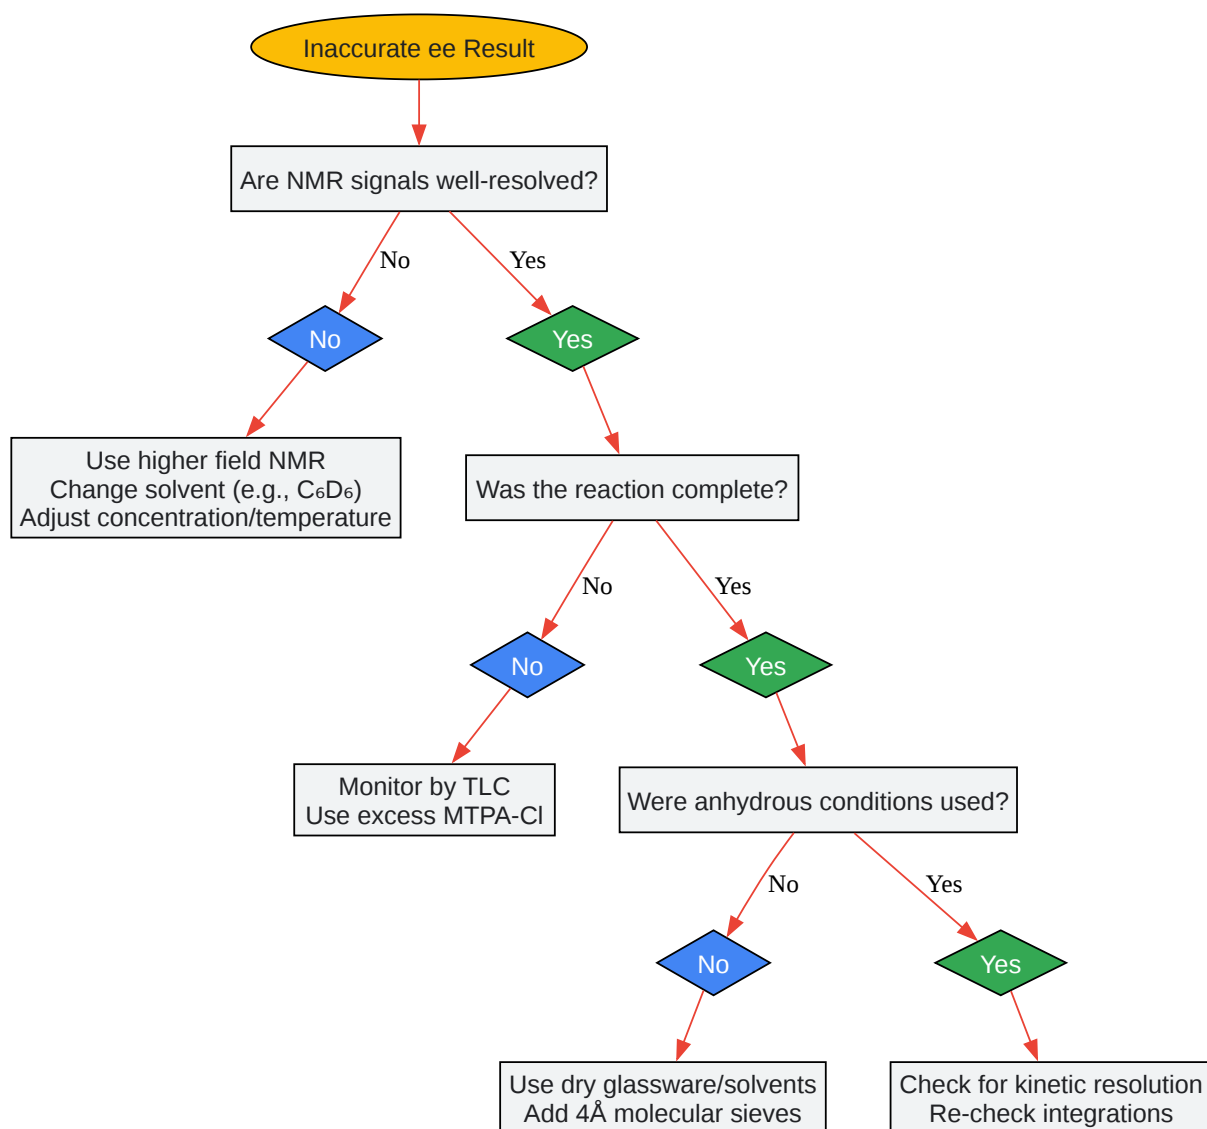 Inaccurate ee Result
Are NMR signals well-resolved?
No
Yes
No
Yes
Use higher field NMR
Change solvent (e.g., C₆D₆)
Adjust concentration/temperature
Was the reaction complete?
No
Yes
No
Yes
Monitor by TLC
Use excess MTPA-Cl
Were anhydrous conditions used?
No
Yes
No
Yes
Use dry glassware/solvents
Add 4Å molecular sieves
Check for kinetic resolution
Re-check integrations